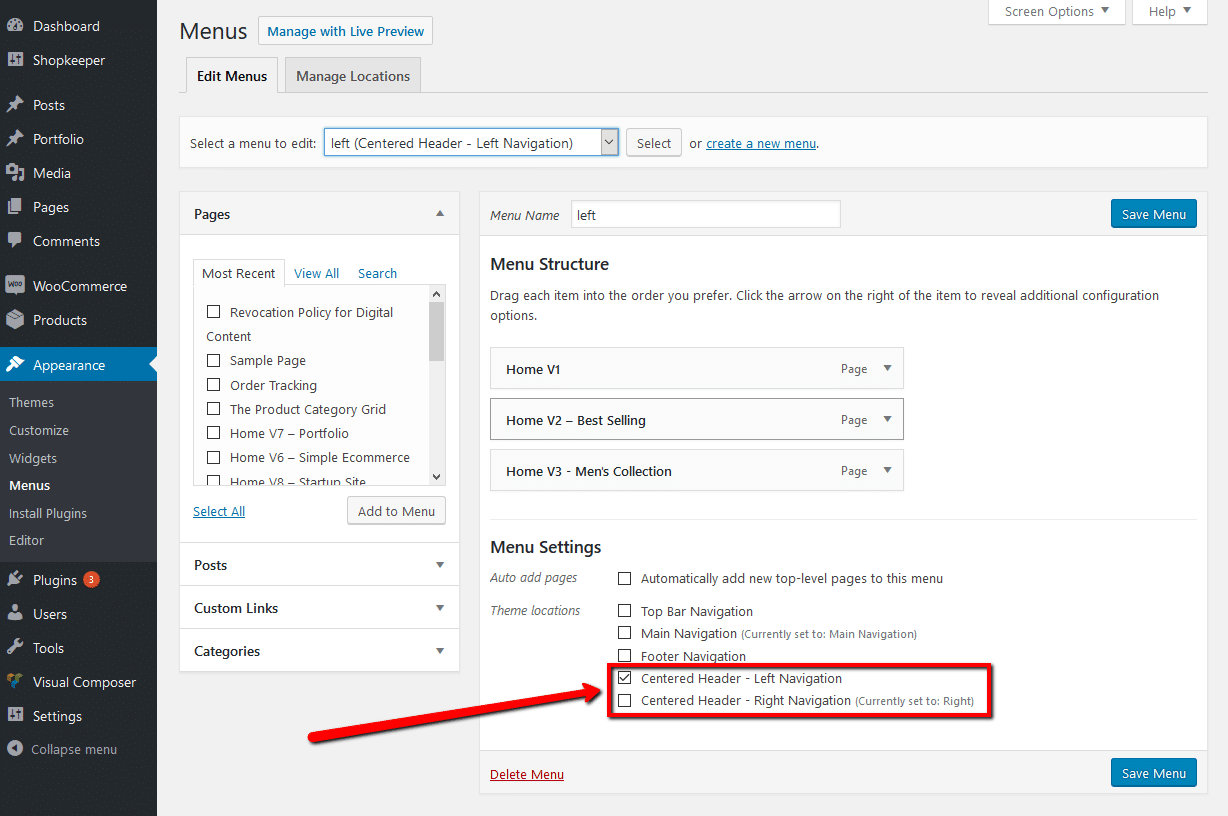 Dashboard
Shopkeeper
Posts
Portfolio
Media
Pages
Comments
WOO WooCommerce
Products
Appearance
Themes
Customize
Widgets
Menus
Install Plugins
Editor
Plugins 3
Users
Tools
Visual Composer
Settings
Collapse menu
Screen Options
Help
Menus
Manage with Live Preview
Edit Menus
Manage Locations
Select a menu to edit: left (Centered Header - Left Navigation) Select or create a new menu.
Pages
Most Recent View All Search
Revocation Policy for Digital
Content
Sample Page
Order Tracking
The Product Category Grid
Home V7 – Portfolio
Home V6 – Simple Ecommerce
Home V8 – Startup Site
Select All
Add to Menu
Posts
Custom Links
Categories
Menu Name left
Save Menu
Menu Structure
Drag each item into the order you prefer. Click the arrow on the right of the item to reveal additional configuration
options.
Home V1 Page
Home V2 – Best Selling Page
Home V3 - Men's Collection Page
Menu Settings
Auto add pages Automatically add new top-level pages to this menu
Theme locations Top Bar Navigation
Main Navigation (Currently set to: Main Navigation)
Footer Navigation
Centered Header - Left Navigation
Centered Header - Right Navigation (Currently set to: Right)
Delete Menu
Save Menu